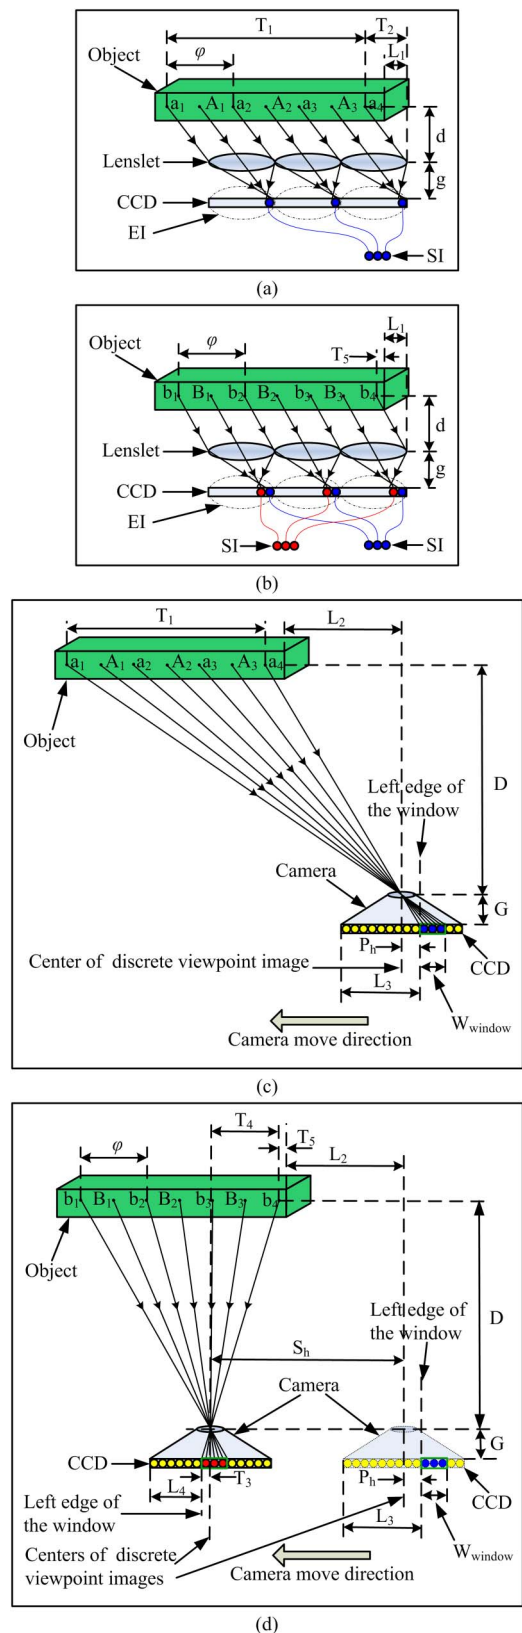 T1
T2
Object
φ
L1
a1 A1 a2 A2 a3 A3 a4
d
Lenslet
g
CCD
EI
SI
(a)
Object
φ
T5
L1
b1 B1 b2 B2 b3 B3 b4
d
Lenslet
g
CCD
EI
SI
SI
(b)
T1
L2
a1 A1 a2 A2 a3 A3 a4
Object
D
Left edge of
the window
Camera
G
Ph
CCD
Center of discrete
viewpoint image
L3
Wwindow
Camera move direction
(c)
T4
φ
T5
L2
b1 B1 b2 B2 b3 B3 b4
Object
D
Left edge of
the window
Sh
Camera
G
CCD
Ph
CCD
L4
T3
L3
Left edge of
the window
Wwindow
Centers of discrete
viewpoint images
Camera move direction
(d)